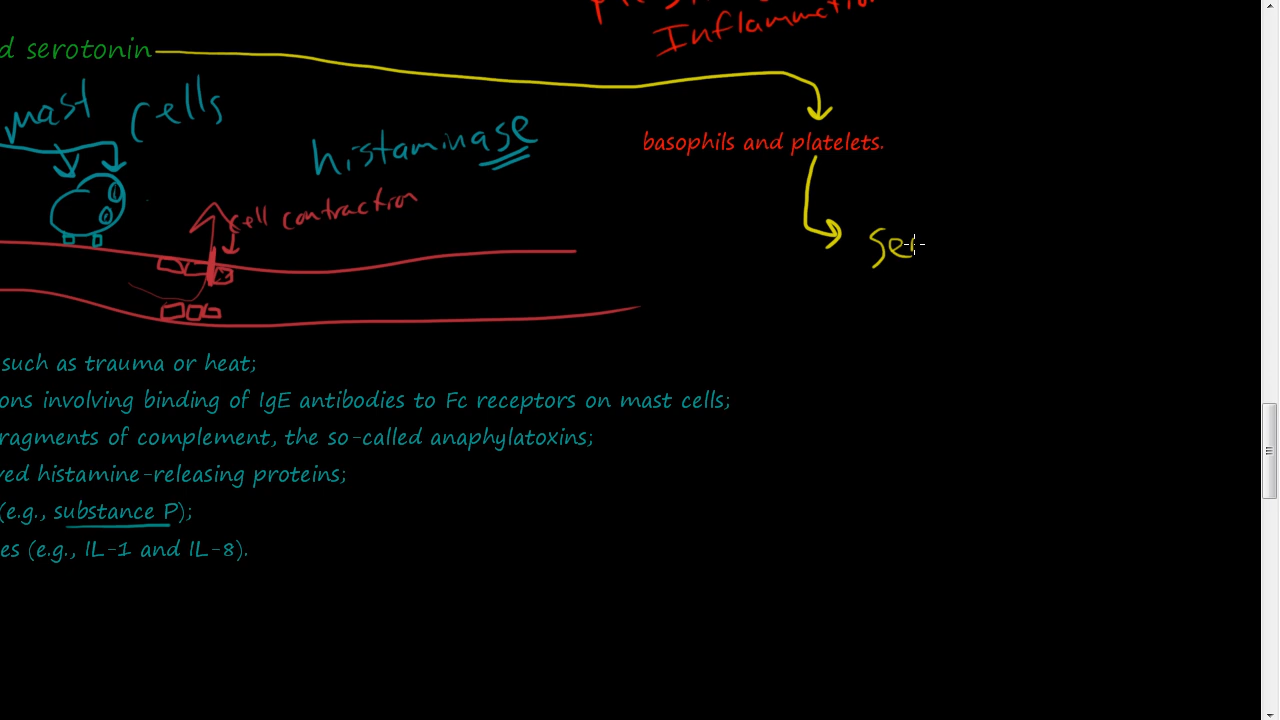 Inflammation
d serotonin
mast cells
histaminase
basophils and platelets.
cell contraction
Se
such as trauma or heat;
ons involving binding of IgE antibodies to Fc receptors on mast cells;
ragments of complement, the so-called anaphylatoxins;
ved histamine-releasing proteins;
(e.g., substance P);
es (e.g., IL-1 and IL-8).